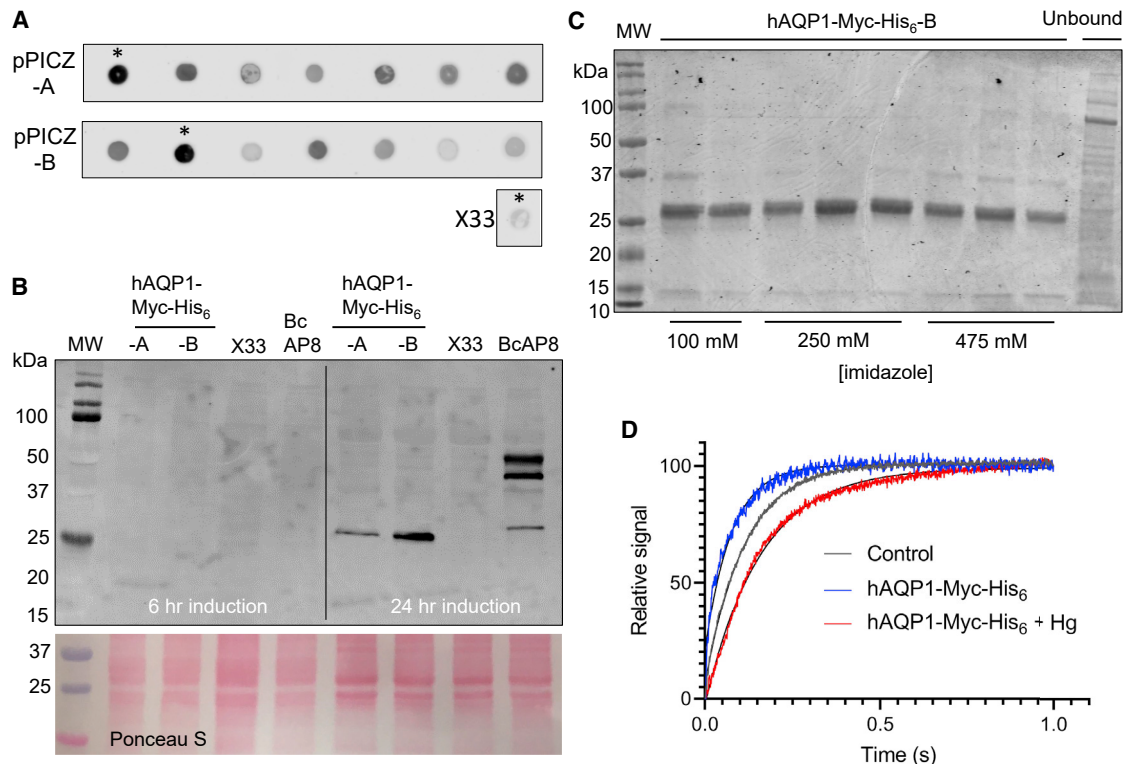 A
pPICZ
-A
*
pPICZ
-B
*
X33
*
B
hAQP1-
Myc-His6
hAQP1-
Myc-His6
Bc
AP8
MW
-A
-B
X33
-A
-B
X33
BcAP8
kDa
100
50
37
25
20
15
6 hr induction
24 hr induction
37
25
Ponceau S
C
MW
hAQP1-Myc-His6-B
Unbound
kDa
100
50
37
25
20
15
10
100 mM
250 mM
475 mM
[imidazole]
D
Relative signal
100
50
0
Control
hAQP1-Myc-His6
hAQP1-Myc-His6 + Hg
0.0
0.5
1.0
Time (s)